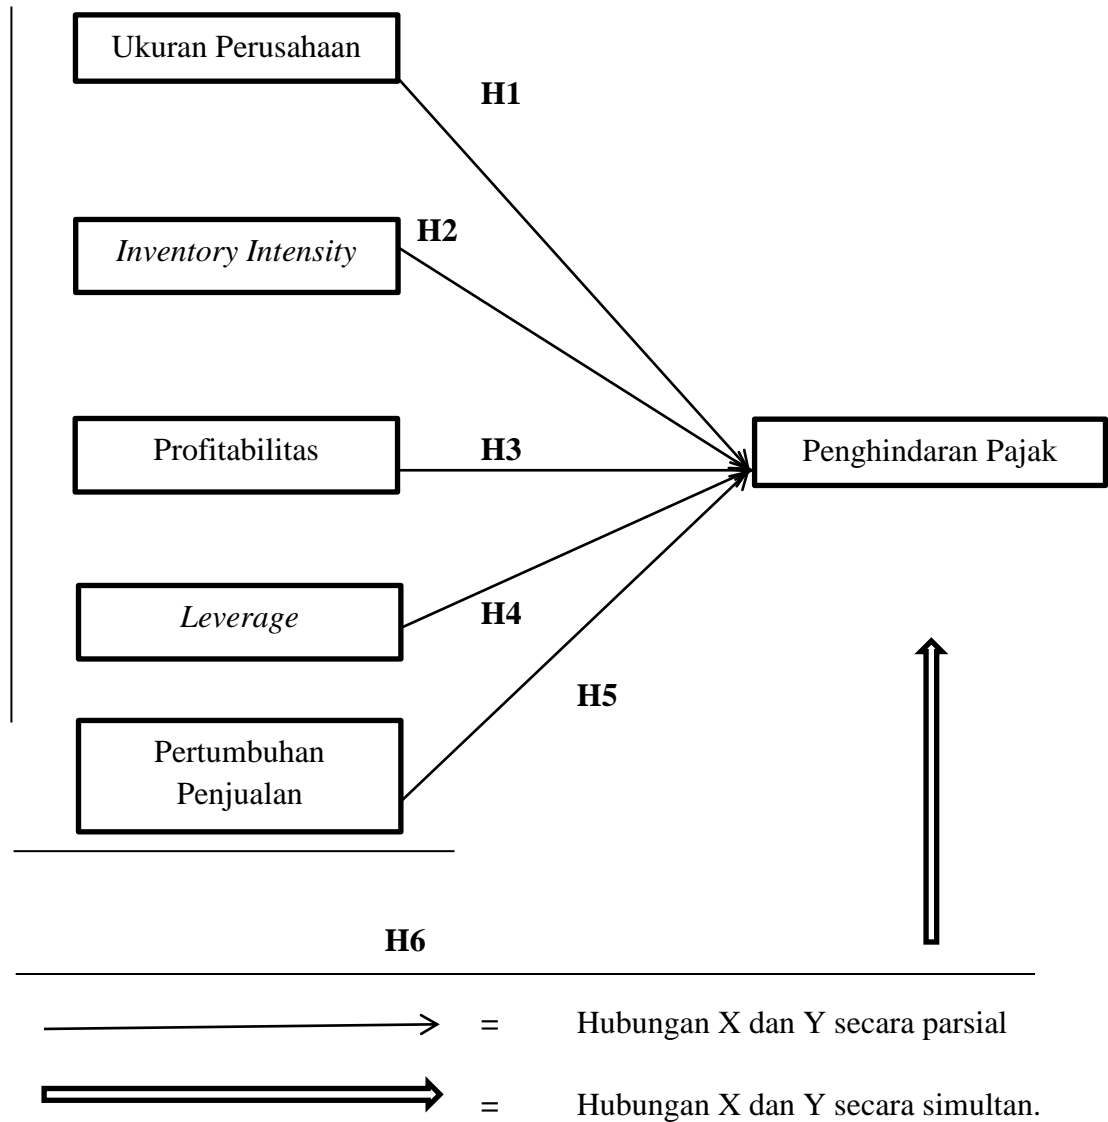 Ukuran Perusahaan
H1
H2
Inventory Intensity
Profitabilitas
H3
Penghindaran Pajak
Leverage
H4
H5
Pertumbuhan
Penjualan
H6
= Hubungan X dan Y secara parsial
= Hubungan X dan Y secara simultan.